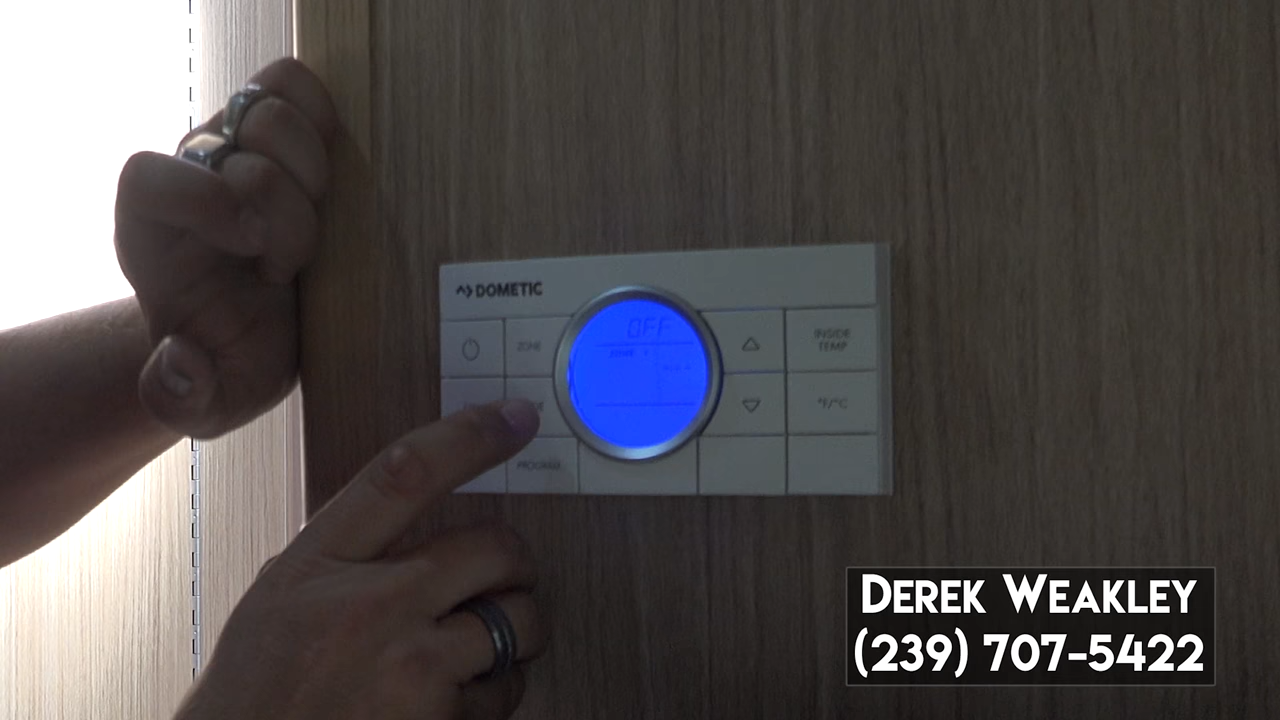 DOMETIC
OFF
ZONE
INSIDE
TEMP
°F/°C
PROGRAM
DEREK WEAKLEY
(239) 707-5422